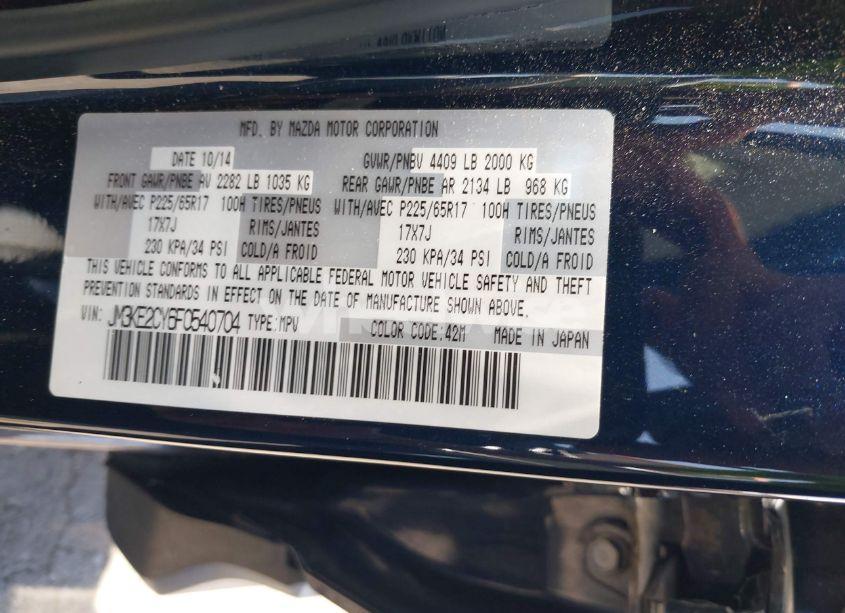 MFD. BY MAZDA MOTOR CORPORATION
DATE 10/14 GVWR/PNBV 4409 LB 2000 KG
FRONT GAWR/PNBE AV 2282 LB 1035 KG REAR GAWR/PNBE AR 2134 LB 968 KG
WITH/AVEC P225/65R17 100H TIRES/PNEUS WITH/AVEC P225/65R17 100H TIRES/PNEUS
17X7J RIMS/JANTES 17X7J RIMS/JANTES
230 KPA/34 PSI COLD/A FROID 230 KPA/34 PSI COLD/A FROID
THIS VEHICLE CONFORMS TO ALL APPLICABLE FEDERAL MOTOR VEHICLE SAFETY AND THEFT
PREVENTION STANDARDS IN EFFECT ON THE DATE OF MANUFACTURE SHOWN ABOVE.
VIN: JM3KE2CY6F0540704 TYPE:MPV COLOR CODE:42M MADE IN JAPAN